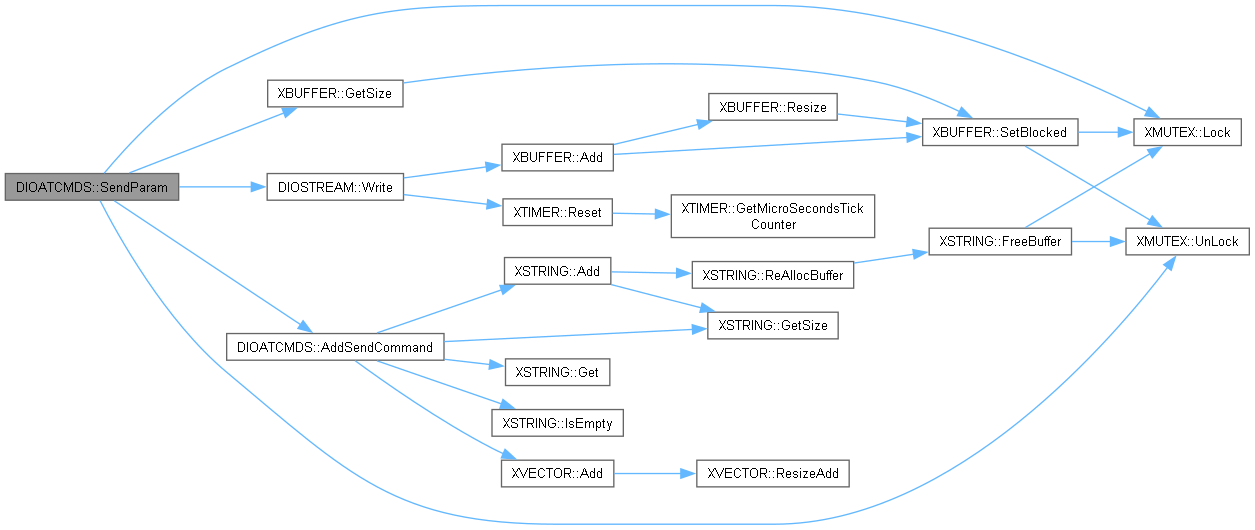 DIOATCMDS::SendParam
XBUFFER::GetSize
DIOSTREAM::Write
DIOATCMDS::AddSendCommand
XBUFFER::Add
XTIMER::Reset
XSTRING::Add
XSTRING::Get
XSTRING::IsEmpty
XVECTOR::Add
XBUFFER::Resize
XTIMER::GetMicroSecondsTick
Counter
XSTRING::ReAllocBuffer
XSTRING::GetSize
XVECTOR::ResizeAdd
XBUFFER::SetBlocked
XSTRING::FreeBuffer
XMUTEX::Lock
XMUTEX::UnLock